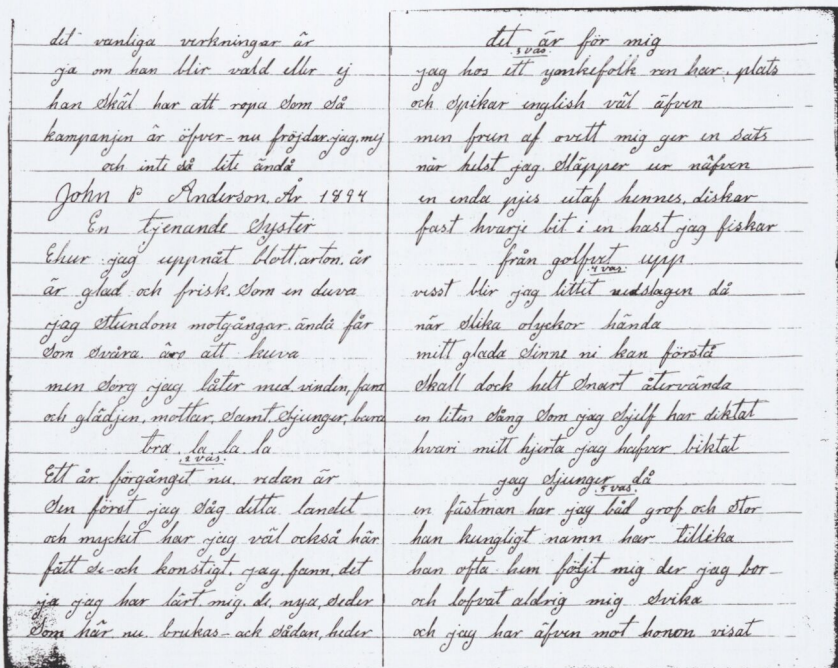 det vanliga verkningar är
ja om han blir vald eller ej
han skäl har att ropa som så
kampanjen är öfver- nu fröjdar jag mej
och inte så lite ändå
John P Anderson. År 1894
En tjenande Syster
Ehur jag uppnåt blott arton år
är glad och frisk. som en duva
jag stundom motgångar ändå får
som svåra äro att kuva
men sorg jag låter med vinden, fara
och glädjen, mottar, samt, sjunger, bara
tra la la la
2 vas.
Ett år förgånget nu redan är
Sen först jag såg detta landet
och mycket har jag väl också här
fått se- och konstigt, jag fann, det
ja jag har lärt mig. de, nya, seder
som här nu brukas- ack sådan, heder
det är för mig
3 vas.
jag hos ett yankefolk ren har, plats
och spikar english väl äfven
men frun af ovett mig ger en sats
när helst jag släpper ur näfven
en enda pjes utaf hennes, diskar
fast hvarje bit i en hast jag fiskar
från golfvet upp
4 vas.
visst blir jag littet nedslagen då
när slika olyckor hända
mitt glada sinne ni kan förstå
skall dock helt snart återvända
en liten sång som jag sjelf har diktat
hvari mitt hjerta jag hafver biktat
jag sjunger då
5 vas.
en fästman har jag båd grof och stor
han kungligt namn har tillika
han ofta hem följt mig der jag bor
och lofvat aldrig mig svika
och jag har äfven mot honon visat